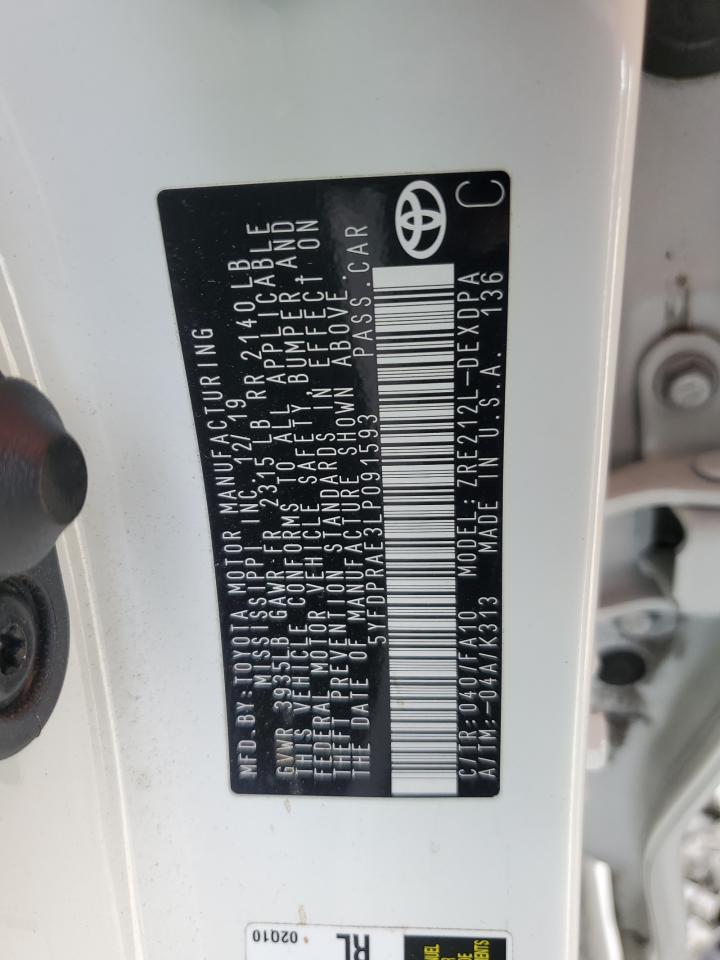 MFD.BY:TOYOTA MOTOR MANUFACTURING
MISSISSIPPI INC. 12/19
GVWR 3935LB GAWR FR 2315LB RR 2140LB
THIS VEHICLE CONFORMS TO ALL APPLICABLE
FEDERAL MOTOR VEHICLE SAFETY, BUMPER, AND
THEFT PREVENTION STANDARDS IN EFFECT ON
THE DATE OF MANUFACTURE SHOWN ABOVE.
5YFDPRAE3LP091593 PASS.CAR
C/TR:040/FA10 MODEL:ZRE212L-DEXDPA
A/TM:-04A/K313 MADE IN U.S.A. 136 C
02Q10
RL